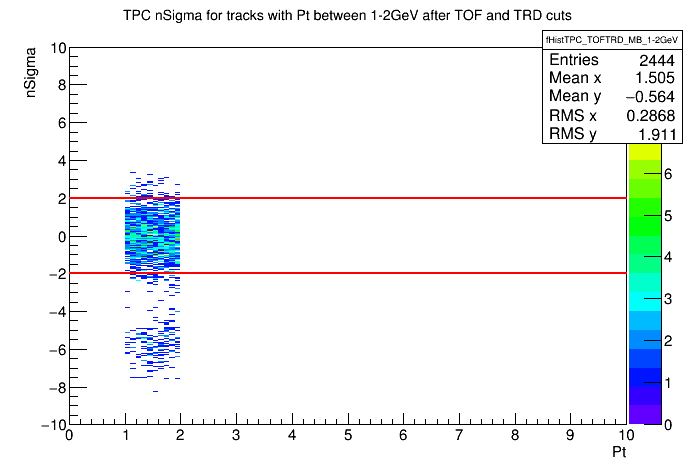 TPC nSigma for tracks with Pt between 1-2GeV after TOF and TRD cuts
fHistTPC_TOFTRD_MB_1-2GeV
Entries 2444
Mean x 1.505
Mean y −0.564
RMS x 0.2868
RMS y 1.911
nSigma
10
8
6
4
2
0
−2
−4
−6
−8
−10
0 1 2 3 4 5 6 7 8 9 10
Pt
6
5
4
3
2
1
0